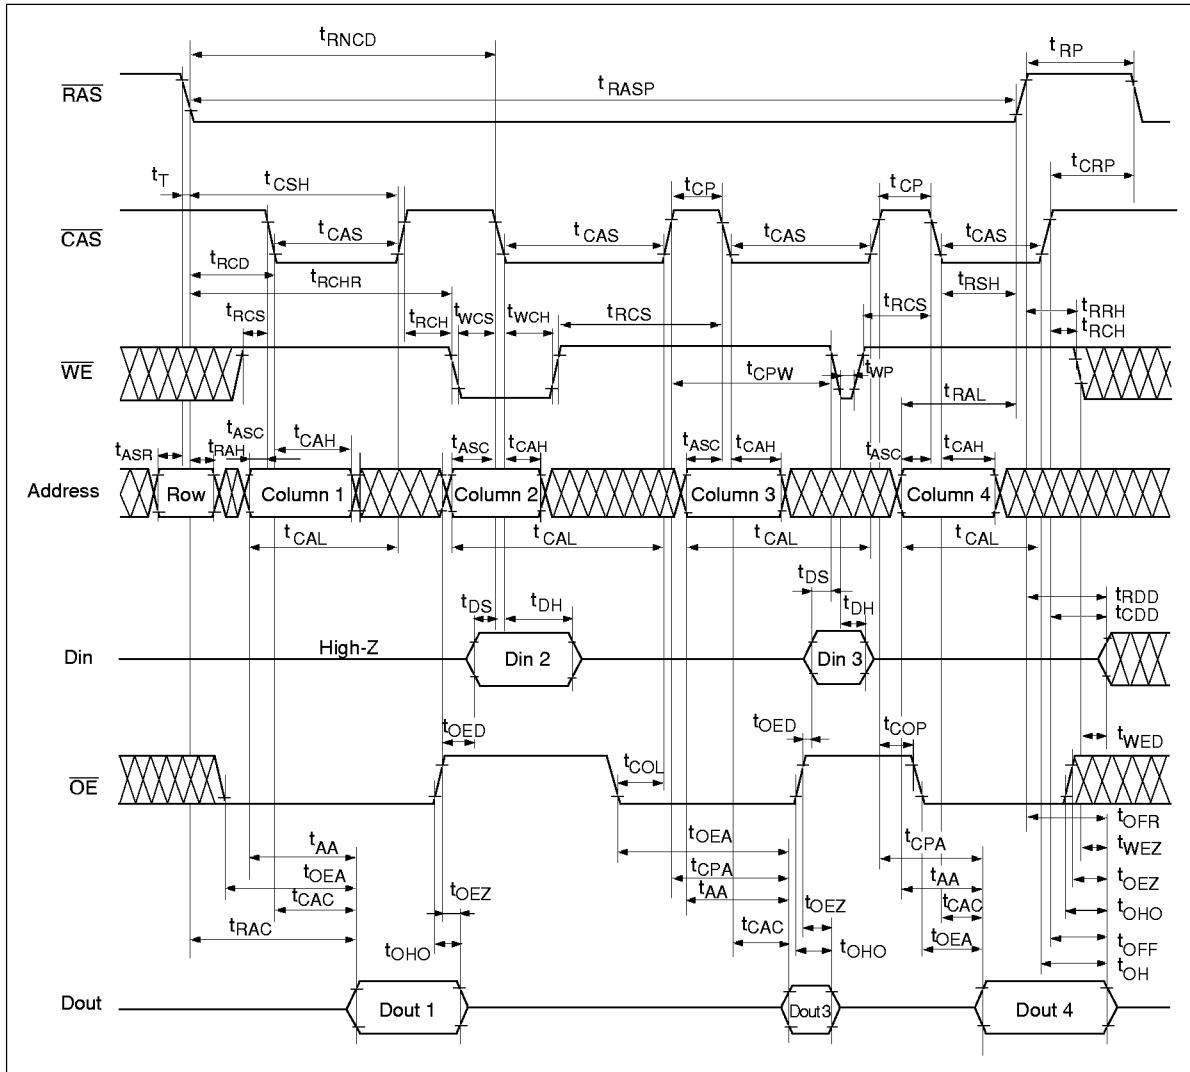 tRNCD
tRP
RAS
tRASP
tT
tCSH
tCP
tCP
tCRP
CAS
tCAS
tCAS
tCAS
tCAS
tRCD
tRCHR
tRSH
tRCS
tRCH
tWCS
tWCH
tRCS
tRCS
tRRH
tRCH
WE
tCPW
tWP
tRAL
tASR
tRAH
tASC
tCAH
tASC
tCAH
tASC
tCAH
tASC
tCAH
Address
Row
Column 1
Column 2
Column 3
Column 4
tCAL
tCAL
tCAL
tCAL
tDS
tDH
tDS
tDH
tRDD
tCDD
Din
High-Z
Din 2
Din 3
tOED
tOED
tCOP
tWED
OE
tCOL
tOFR
tAA
tOEA
tCPA
tWEZ
tOEA
tCPA
tAA
tOEZ
tCAC
tOEZ
tAA
tOEZ
tCAC
tOHO
tRAC
tOHO
tCAC
tOHO
tOEA
tOFF
tOH
Dout
Dout 1
Dout3
Dout 4